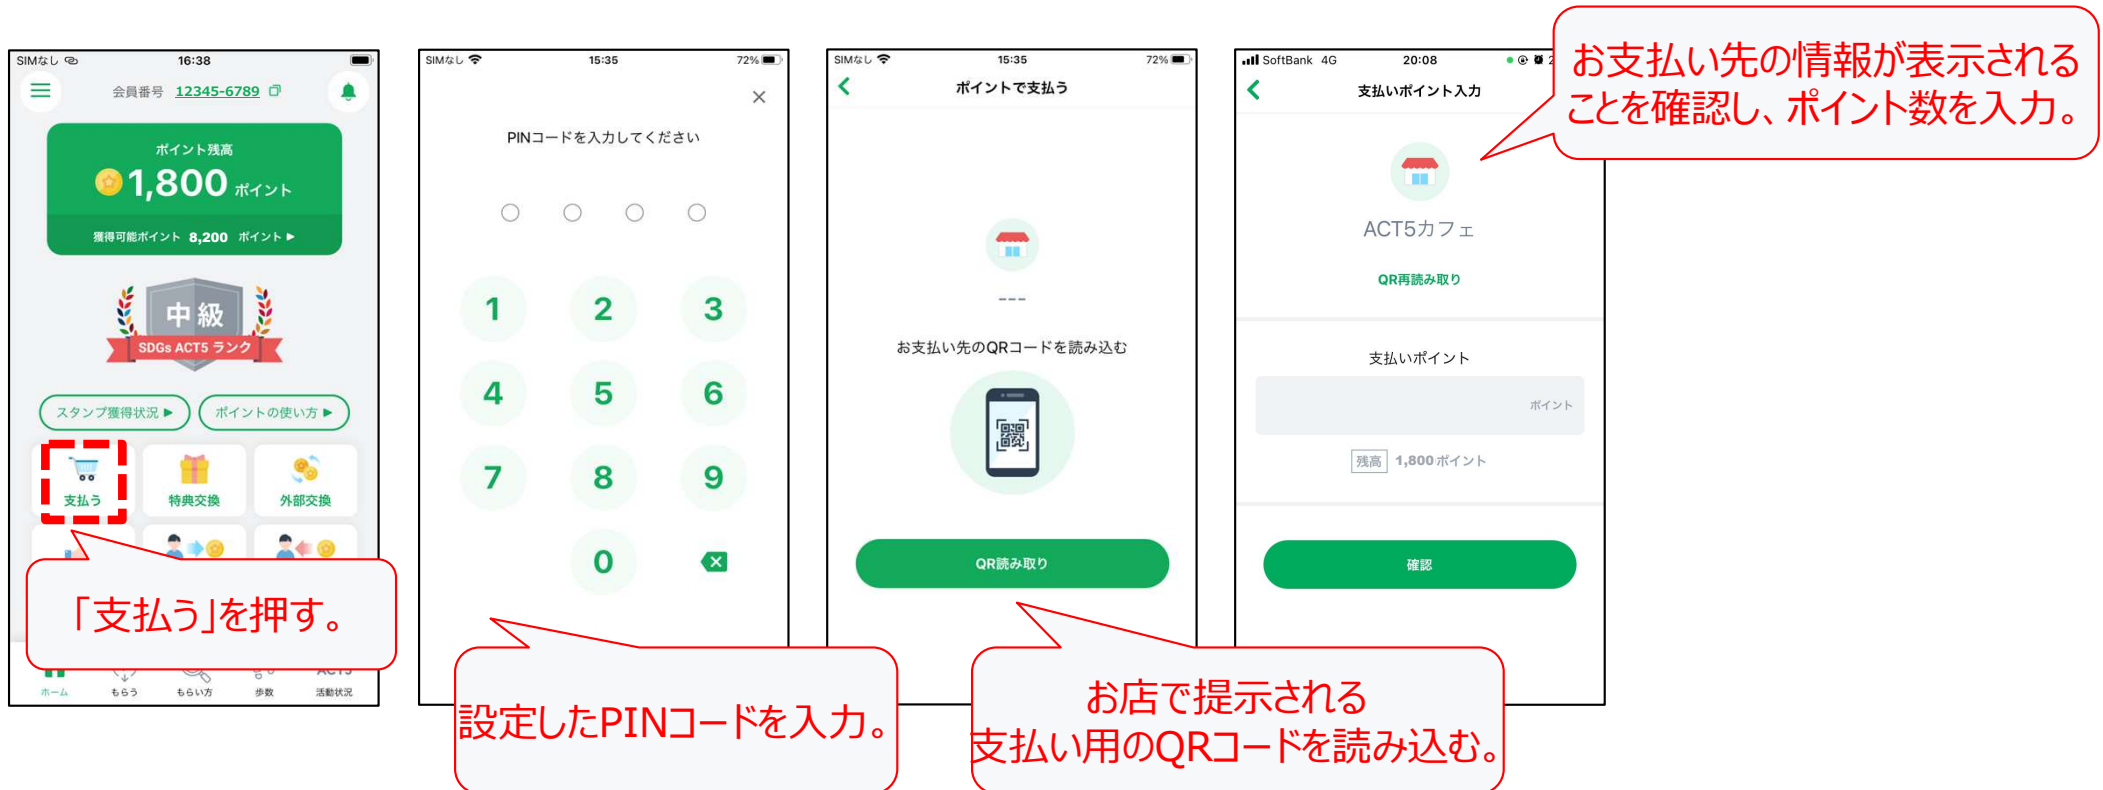 SIMなし
16:38
会員番号 12345-6789
ポイント残高
1,800 ポイント
獲得可能ポイント 8,200 ポイント ▶
中級
SDGs ACT5 ランク
スタンプ獲得状況 ▶
ポイントの使い方 ▶
支払う
特典交換
外部交換
「支払う」を押す。
ホーム
もらう
もらい方
歩数
活動状況
SIMなし
15:35
72%
PINコードを入力してください
1
2
3
4
5
6
7
8
9
0
設定したPINコードを入力。
SIMなし
15:35
72%
ポイントで支払う
---
お支払い先のQRコードを読み込む
QR読み取り
お店で提示される
支払い用のQRコードを読み込む。
SoftBank 4G
20:08
支払いポイント入力
お支払い先の情報が表示される
ことを確認し、ポイント数を入力。
ACT5カフェ
QR再読み取り
支払いポイント
ポイント
残高 1,800 ポイント
確認